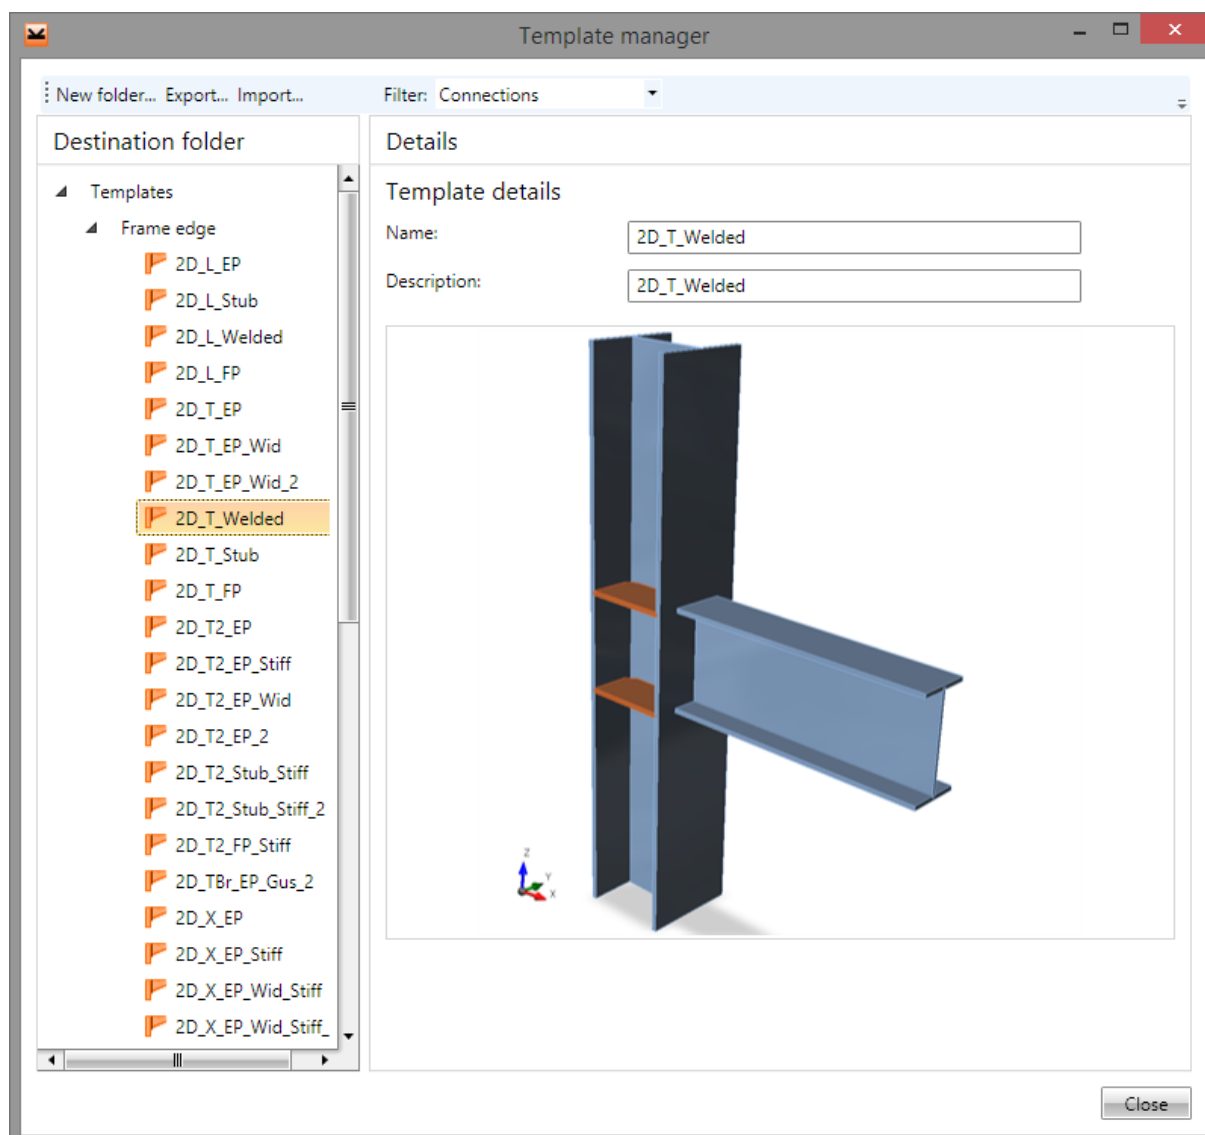 Template manager
New folder... Export... Import... Filter: Connections
Destination folder
Details
Templates
Frame edge
2D_L_EP
2D_L_Stub
2D_L_Welded
2D_L_FP
2D_T_EP
2D_T_EP_Wid
2D_T_EP_Wid_2
2D_T_Welded
2D_T_Stub
2D_T_FP
2D_T2_EP
2D_T2_EP_Stiff
2D_T2_EP_Wid
2D_T2_EP_2
2D_T2_Stub_Stiff
2D_T2_Stub_Stiff_2
2D_T2_FP_Stiff
2D_TBr_EP_Gus_2
2D_X_EP
2D_X_EP_Stiff
2D_X_EP_Wid_Stiff
2D_X_EP_Wid_Stiff_
Template details
Name: 2D_T_Welded
Description: 2D_T_Welded
Z
Y
X
Close